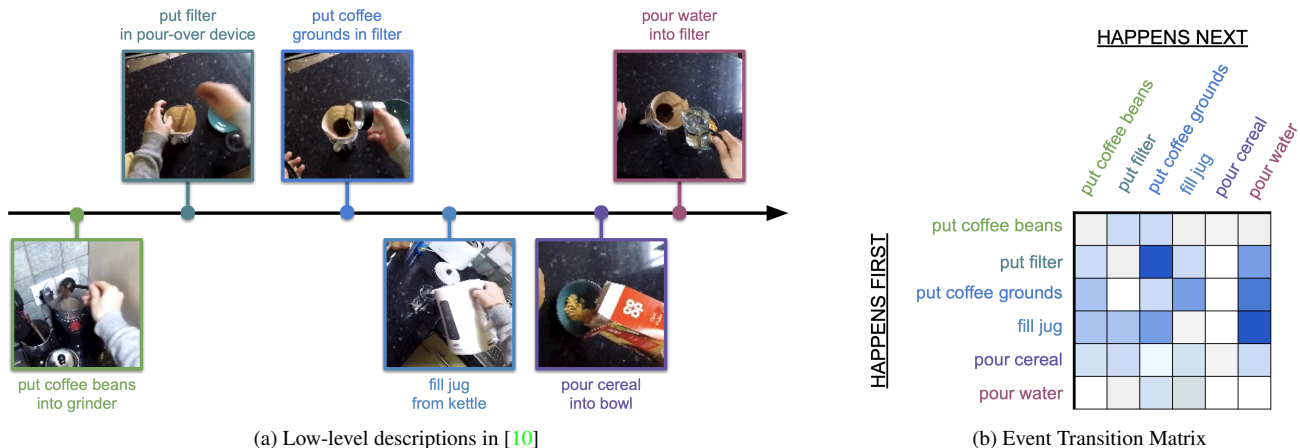 put filter
in pour-over device
put coffee
grounds in filter
pour water
into filter
put coffee beans
into grinder
fill jug
from kettle
pour cereal
into bowl
co
op
(a) Low-level descriptions in [10]
HAPPENS NEXT
put coffee beans
put filter
put coffee grounds
fill jug
pour cereal
pour water
HAPPENS FIRST
put coffee beans
put filter
put coffee grounds
fill jug
pour cereal
pour water
(b) Event Transition Matrix